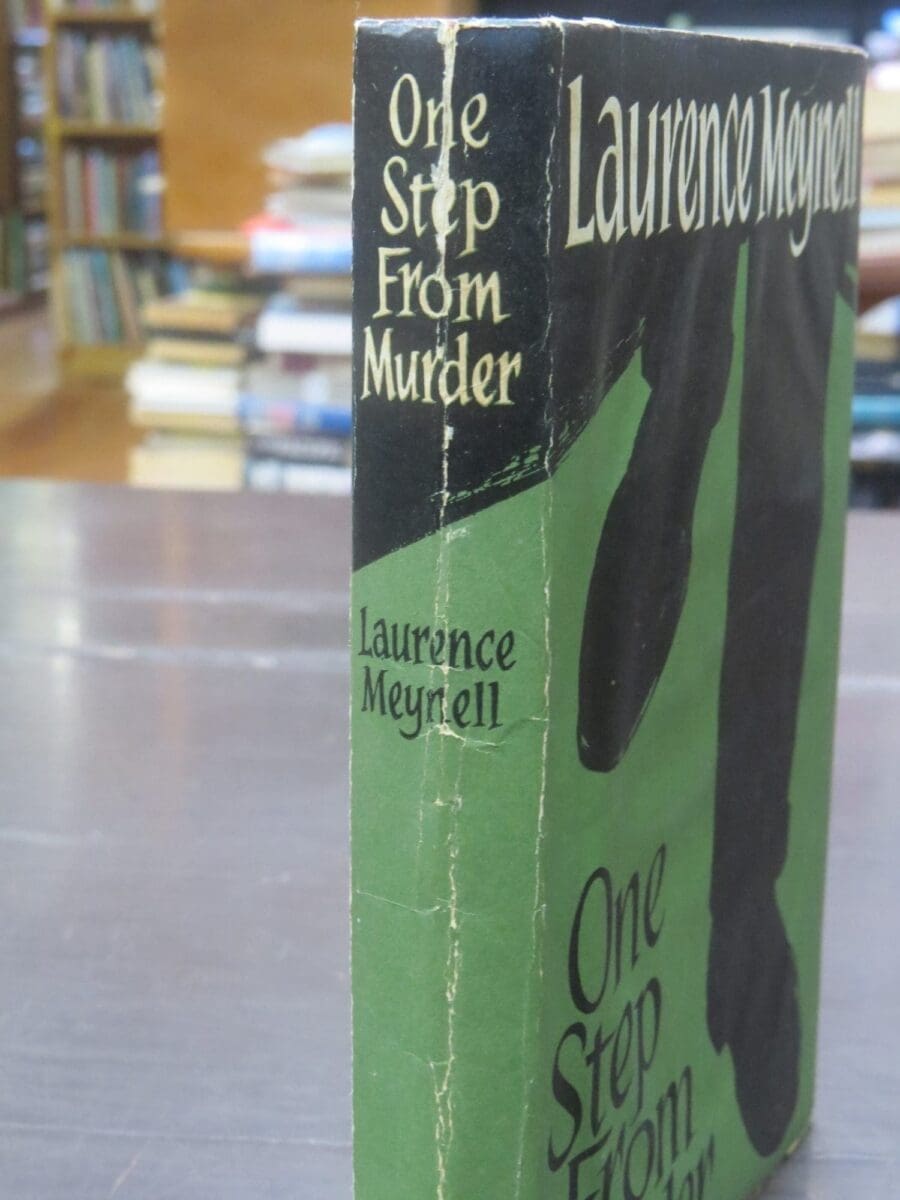 One
Step
From
Murder
Laurence
Meynell
Laurence Meynell
One
Step
From